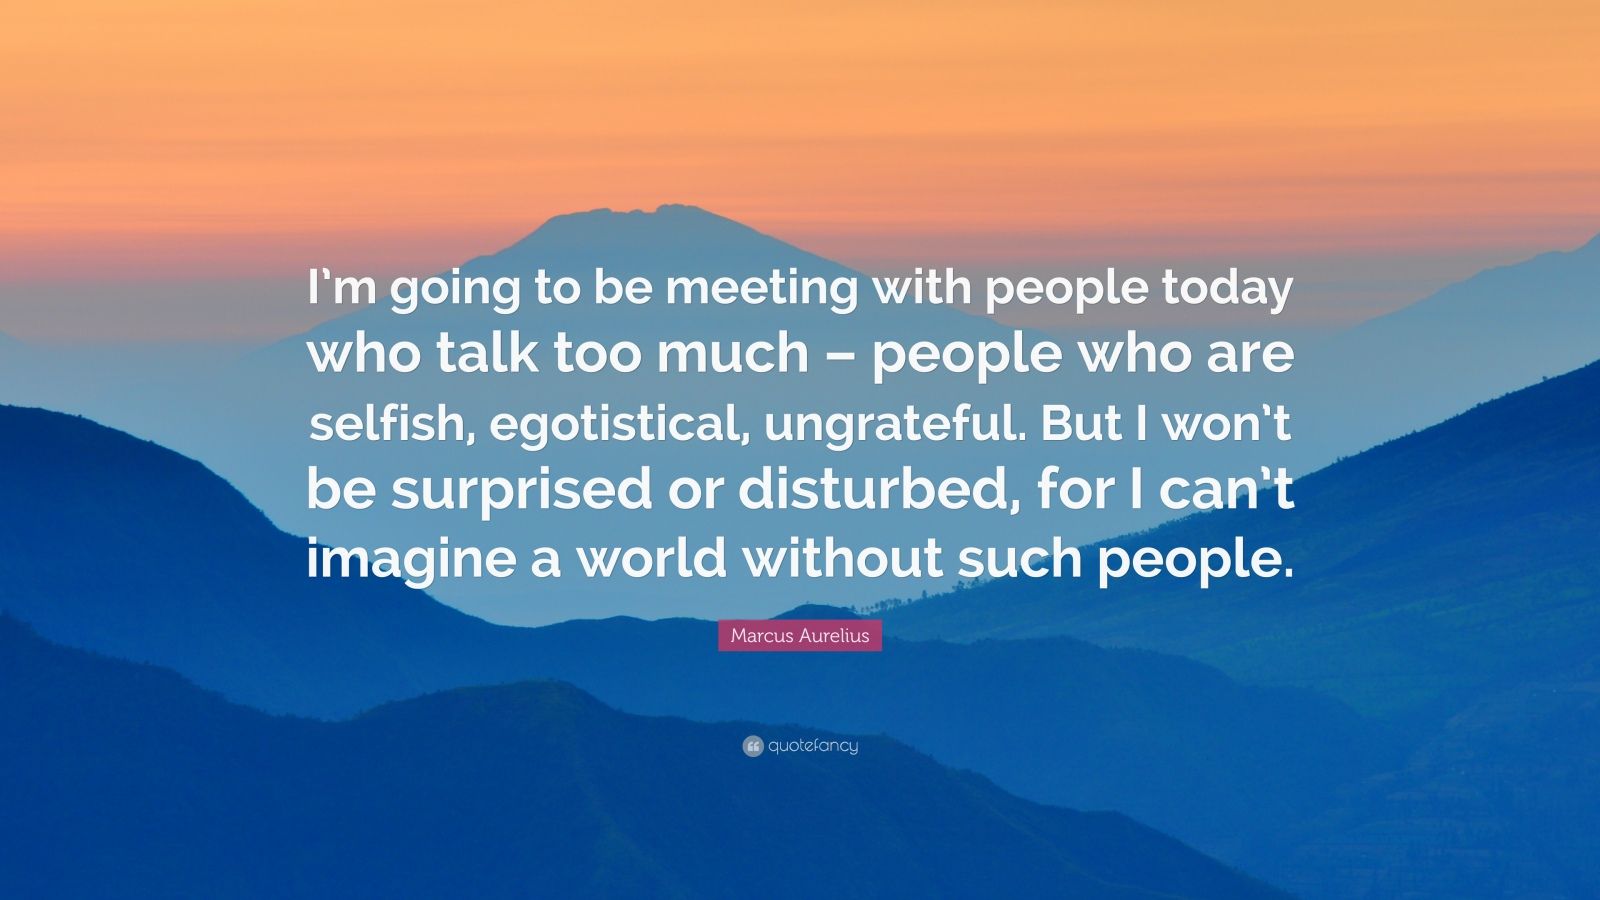 I’m going to be meeting with people today
who talk too much – people who are
selfish, egotistical, ungrateful. But I won’t
be surprised or disturbed, for I can’t
imagine a world without such people.
Marcus Aurelius
quotefancy